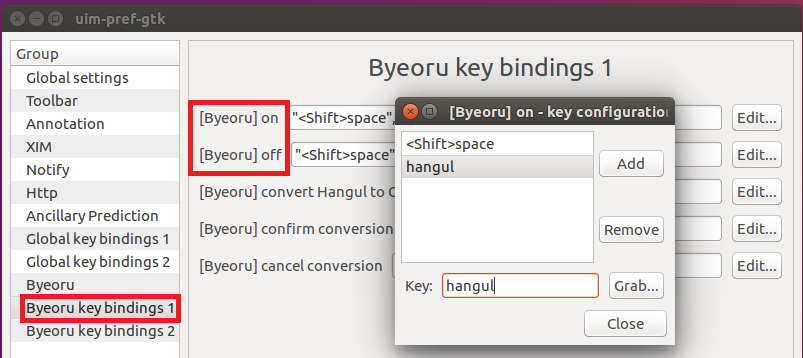 uim-pref-gtk
Group
Global settings
Toolbar
Annotation
XIM
Notify
Http
Ancillary Prediction
Global key bindings 1
Global key bindings 2
Byeoru
Byeoru key bindings 1
Byeoru key bindings 2
Byeoru key bindings 1
[Byeoru] on "<Shift>space", Edit...
[Byeoru] off "<Shift>space" Edit...
[Byeoru] convert Hangul to C Edit...
[Byeoru] confirm conversion Edit...
[Byeoru] cancel conversion Edit...
[Byeoru] on - key configuration
<Shift>space
hangul
Add
Remove
Key: hangul Grab...
Close